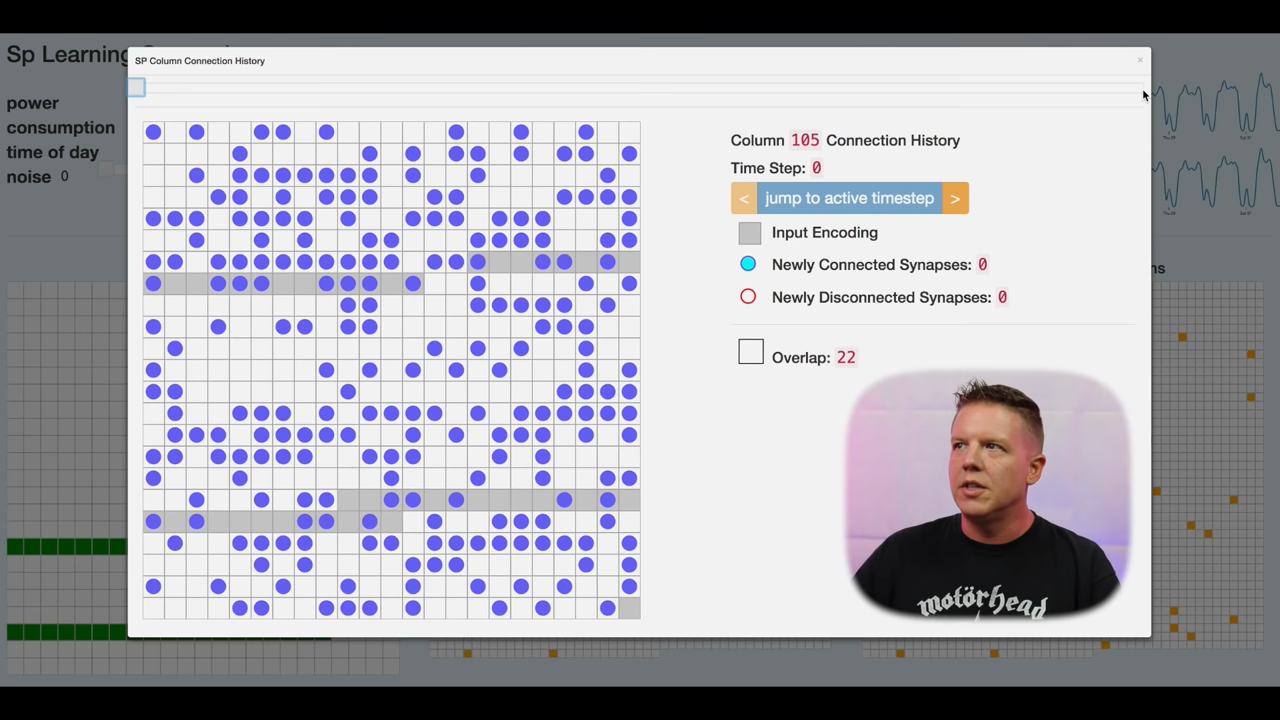 Sp Learning
SP Column Connection History
×
power
consumption
time of day
noise 0
Column 105 Connection History
Time Step: 0
< jump to active timestep >
Input Encoding
Newly Connected Synapses: 0
Newly Disconnected Synapses: 0
Overlap: 22
motörhead